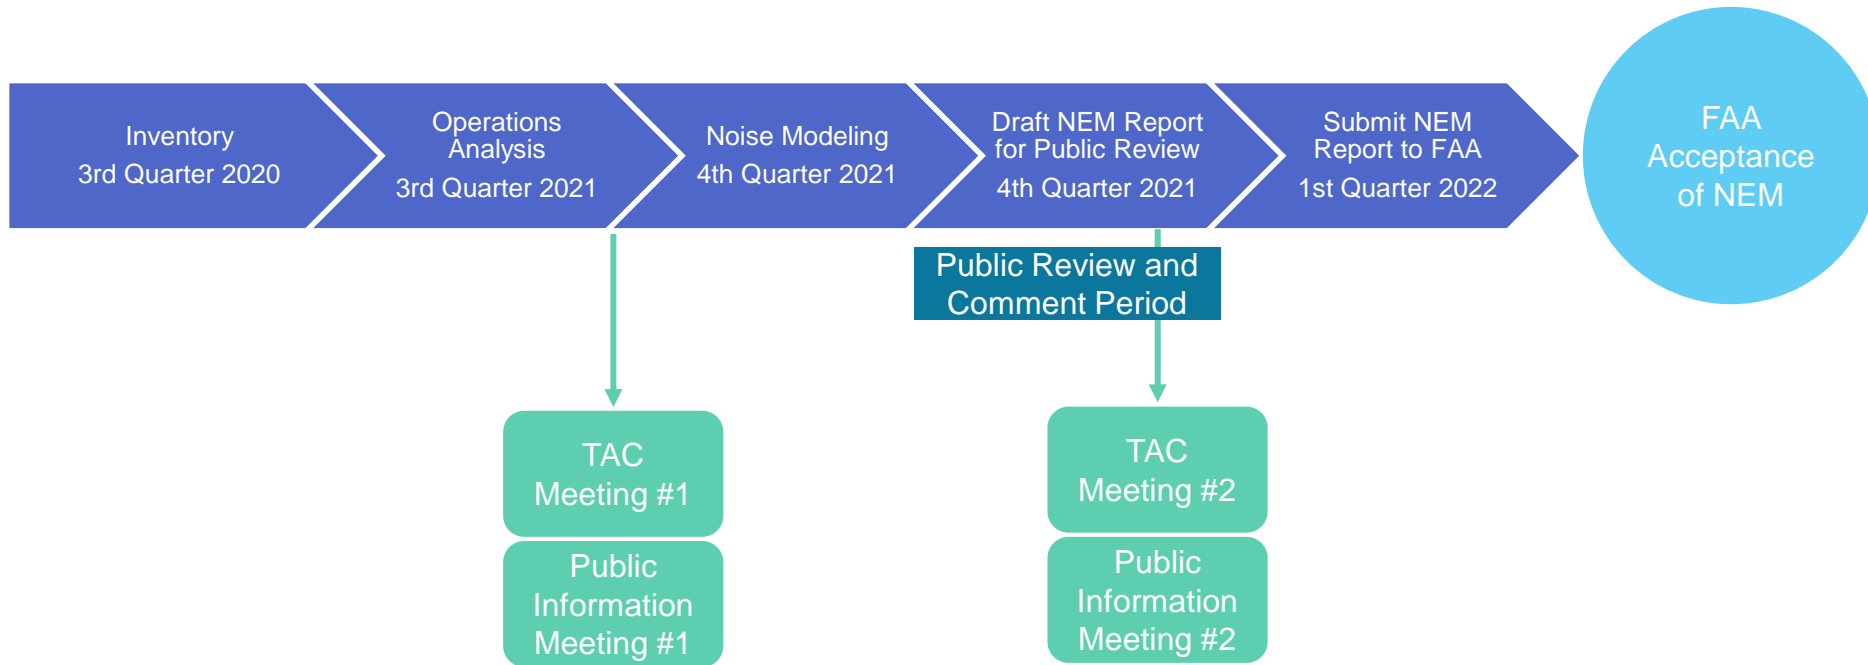 Inventory
3rd Quarter 2020
Operations
Analysis
3rd Quarter 2021
Noise Modeling
4th Quarter 2021
Draft NEM Report
for Public Review
4th Quarter 2021
Submit NEM
Report to FAA
1st Quarter 2022
FAA
Acceptance
of NEM
Public Review and
Comment Period
TAC
Meeting #1
Public
Information
Meeting #1
TAC
Meeting #2
Public
Information
Meeting #2